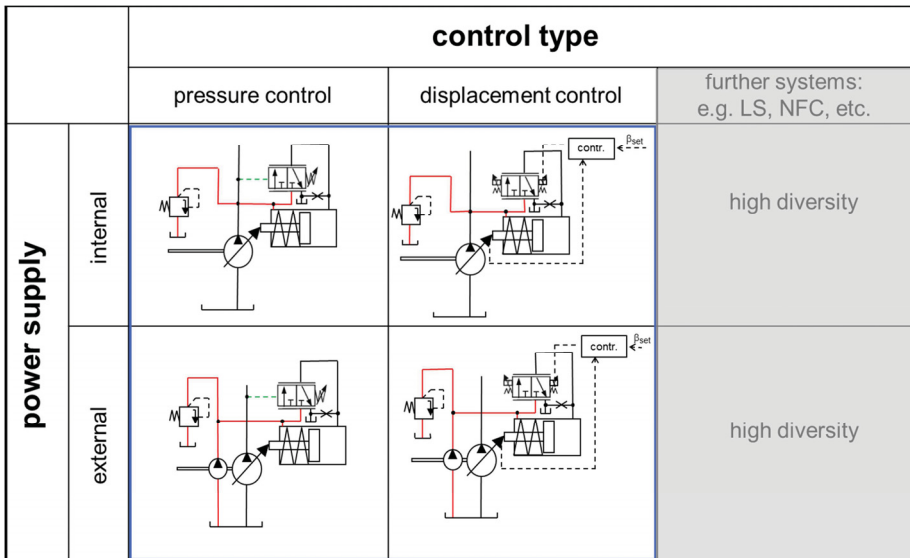 control type
pressure control
displacement control
further systems:
e.g. LS, NFC, etc.
power supply
internal
contr.
βset
high diversity
external
contr.
βset
high diversity